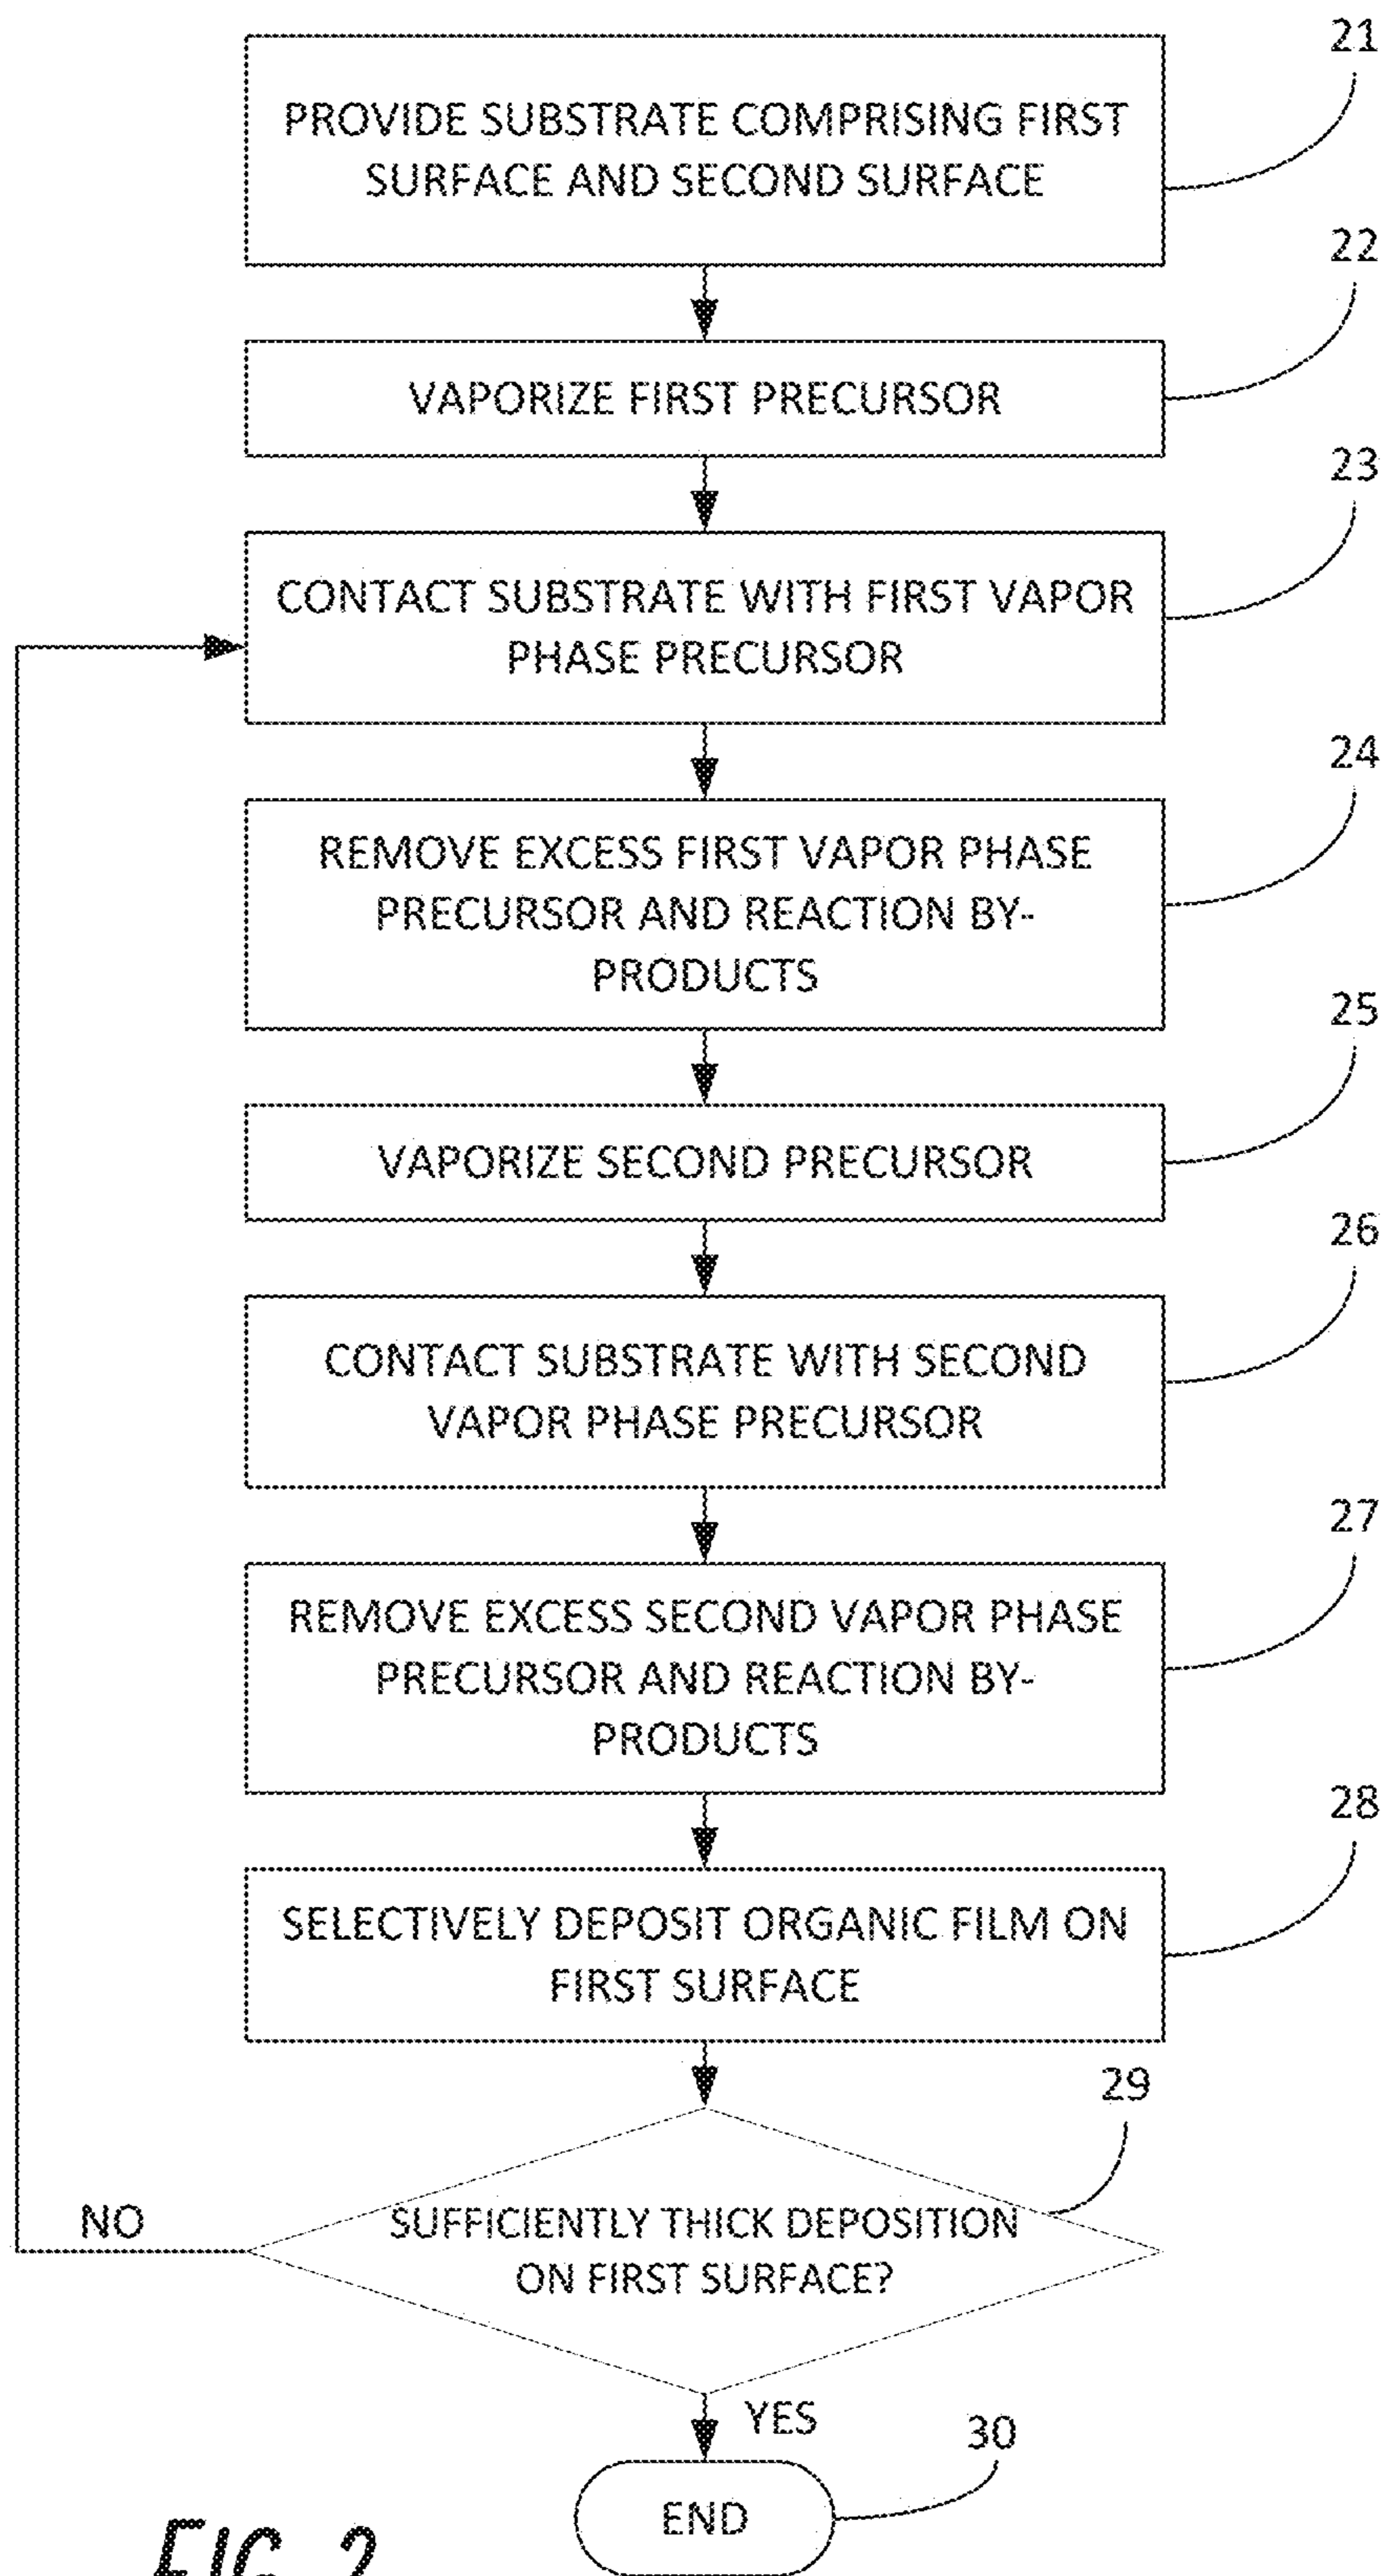 21
PROVIDE SUBSTRATE COMPRISING FIRST
SURFACE AND SECOND SURFACE
22
VAPORIZE FIRST PRECURSOR
23
CONTACT SUBSTRATE WITH FIRST VAPOR
PHASE PRECURSOR
24
REMOVE EXCESS FIRST VAPOR PHASE
PRECURSOR AND REACTION BY-
PRODUCTS
25
VAPORIZE SECOND PRECURSOR
26
CONTACT SUBSTRATE WITH SECOND
VAPOR PHASE PRECURSOR
27
REMOVE EXCESS SECOND VAPOR PHASE
PRECURSOR AND REACTION BY-
PRODUCTS
28
SELECTIVELY DEPOSIT ORGANIC FILM ON
FIRST SURFACE
29
NO
SUFFICIENTLY THICK DEPOSITION
ON FIRST SURFACE?
YES
30
END
FIG. 2